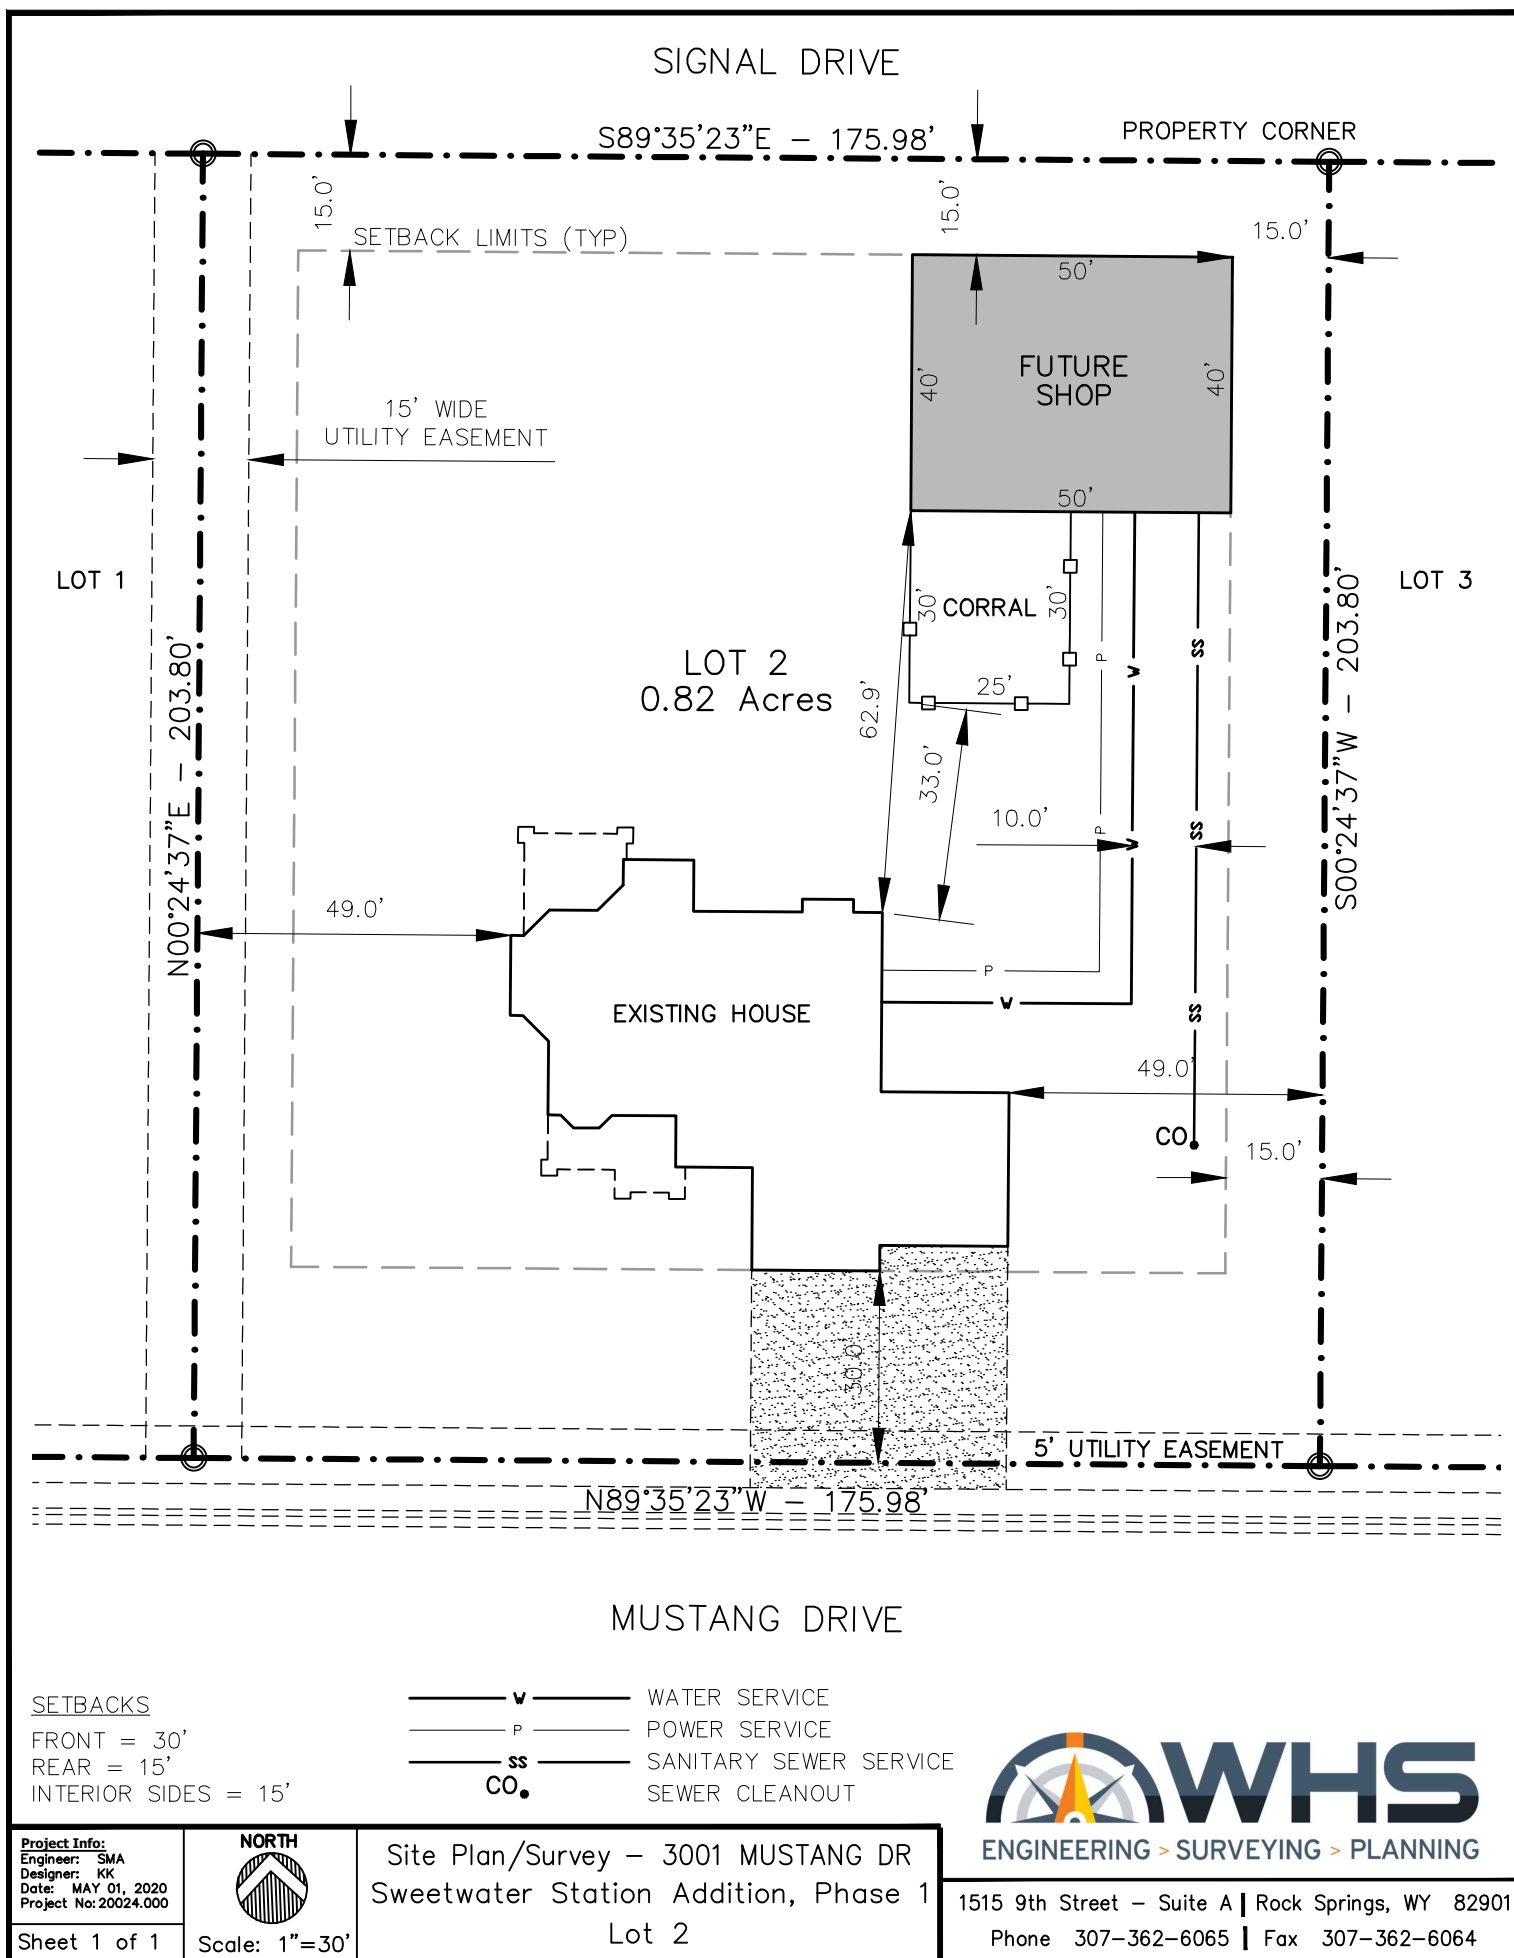 SIGNAL DRIVE
S89°35'23"E - 175.98'
PROPERTY CORNER
15.0'
15.0'
15.0'
SETBACK LIMITS (TYP)
50'
FUTURE
SHOP
40'
40'
15' WIDE
UTILITY EASEMENT
50'
LOT 1
LOT 3
30'
CORRAL
30'
N00°24'37"E - 203.80'
S00°24'37"W - 203.80'
LOT 2
0.82 Acres
62.9'
25'
P
W
SS
33.0'
10.0'
P
W
SS
49.0'
P
W
SS
EXISTING HOUSE
49.0'
CO
15.0'
30.0
5' UTILITY EASEMENT
N89°35'23"W - 175.98'
MUSTANG DRIVE
SETBACKS
FRONT = 30'
REAR = 15'
INTERIOR SIDES = 15'
W WATER SERVICE
P POWER SERVICE
SS SANITARY SEWER SERVICE
CO SEWER CLEANOUT
WHS
ENGINEERING > SURVEYING > PLANNING
Project Info:
Engineer: SMA
Designer: KK
Date: MAY 01, 2020
Project No: 20024.000
Sheet 1 of 1
NORTH
Scale: 1"=30'
Site Plan/Survey - 3001 MUSTANG DR
Sweetwater Station Addition, Phase 1
Lot 2
1515 9th Street - Suite A | Rock Springs, WY 82901
Phone 307-362-6065 | Fax 307-362-6064